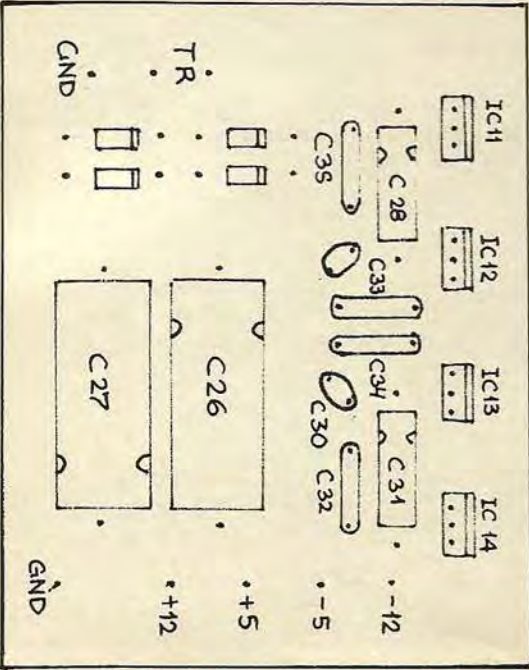 GND
TR
IC11
C35
C28
IC12
C33
C27
C26
C34
IC13
C30
C32
C31
IC14
GND
+12
+5
-5
-12